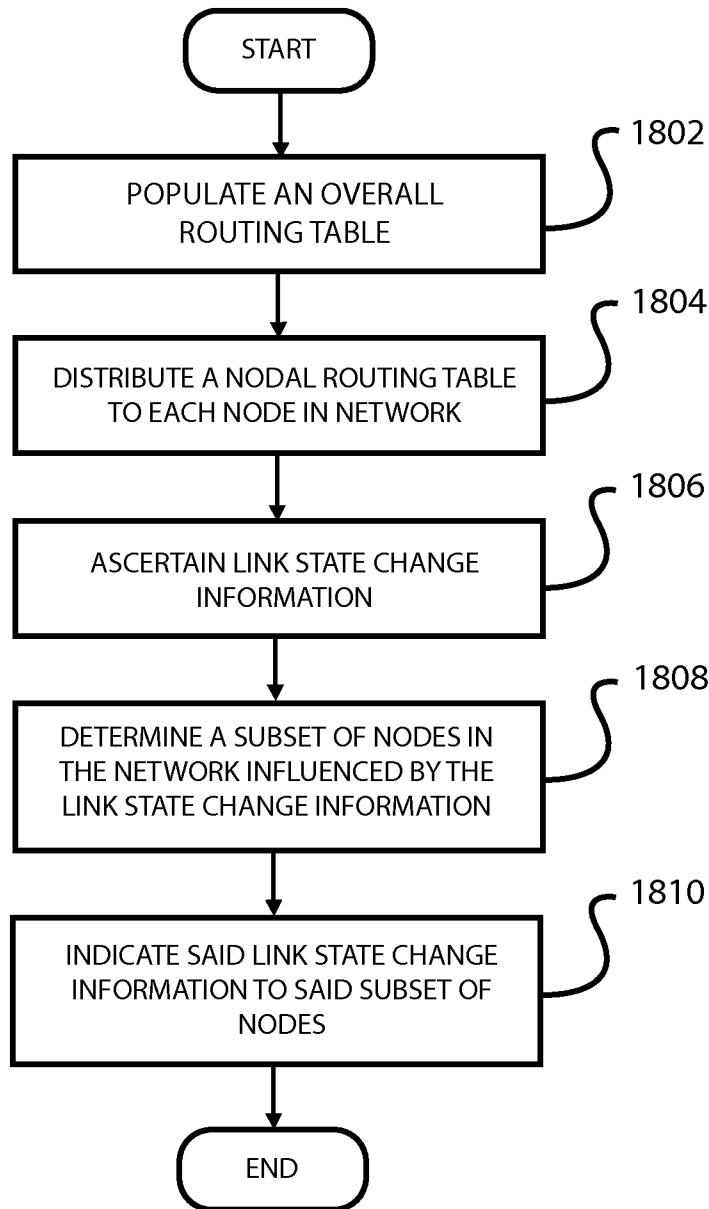 START
1802
POPULATE AN OVERALL
ROUTING TABLE
1804
DISTRIBUTE A NODAL ROUTING TABLE
TO EACH NODE IN NETWORK
1806
ASCERTAIN LINK STATE CHANGE
INFORMATION
1808
DETERMINE A SUBSET OF NODES IN
THE NETWORK INFLUENCED BY THE
LINK STATE CHANGE INFORMATION
1810
INDICATE SAID LINK STATE CHANGE
INFORMATION TO SAID SUBSET OF
NODES
END